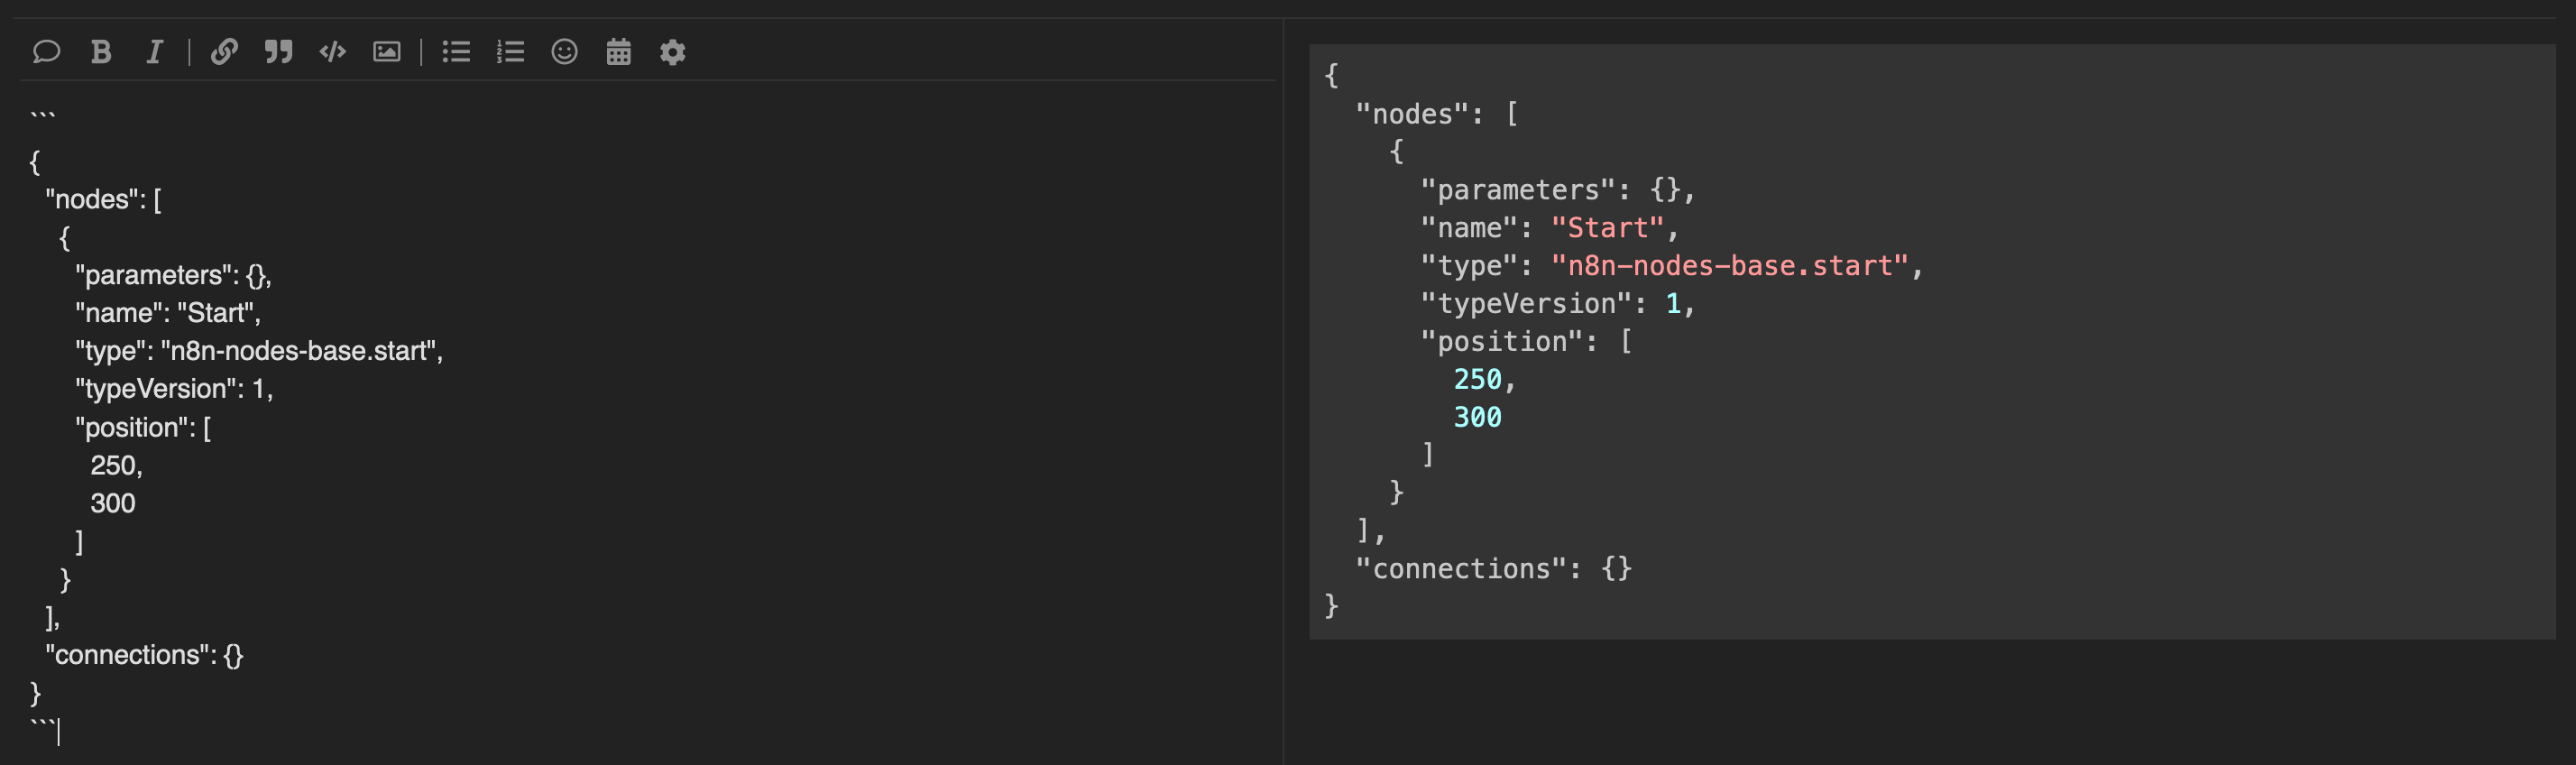 ```
{
  "nodes": [
    {
      "parameters": {},
      "name": "Start",
      "type": "n8n-nodes-base.start",
      "typeVersion": 1,
      "position": [
        250,
        300
      ]
    }
  ],
  "connections": {}
}
```
{
  "nodes": [
    {
      "parameters": {},
      "name": "Start",
      "type": "n8n-nodes-base.start",
      "typeVersion": 1,
      "position": [
        250,
        300
      ]
    }
  ],
  "connections": {}
}